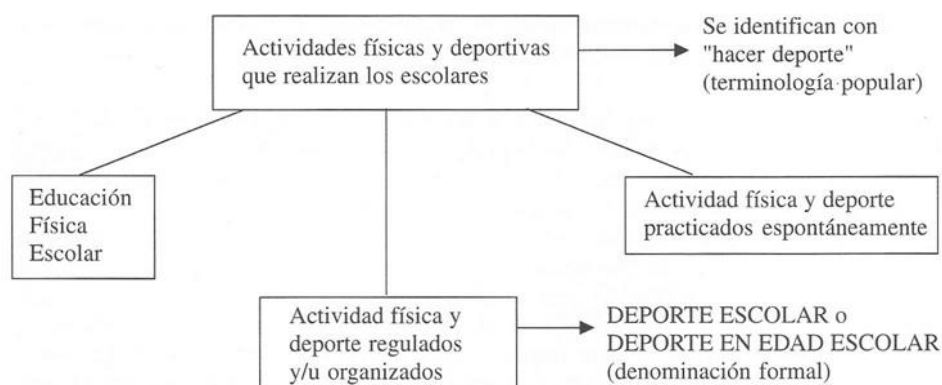 Actividades físicas y deportivas
que realizan los escolares
Se identifican con
"hacer deporte"
(terminología popular)
Educación
Física
Escolar
Actividad física y deporte
practicados espontáneamente
Actividad física y
deporte regulados
y/u organizados
DEPORTE ESCOLAR o
DEPORTE EN EDAD ESCOLAR
(denominación formal)